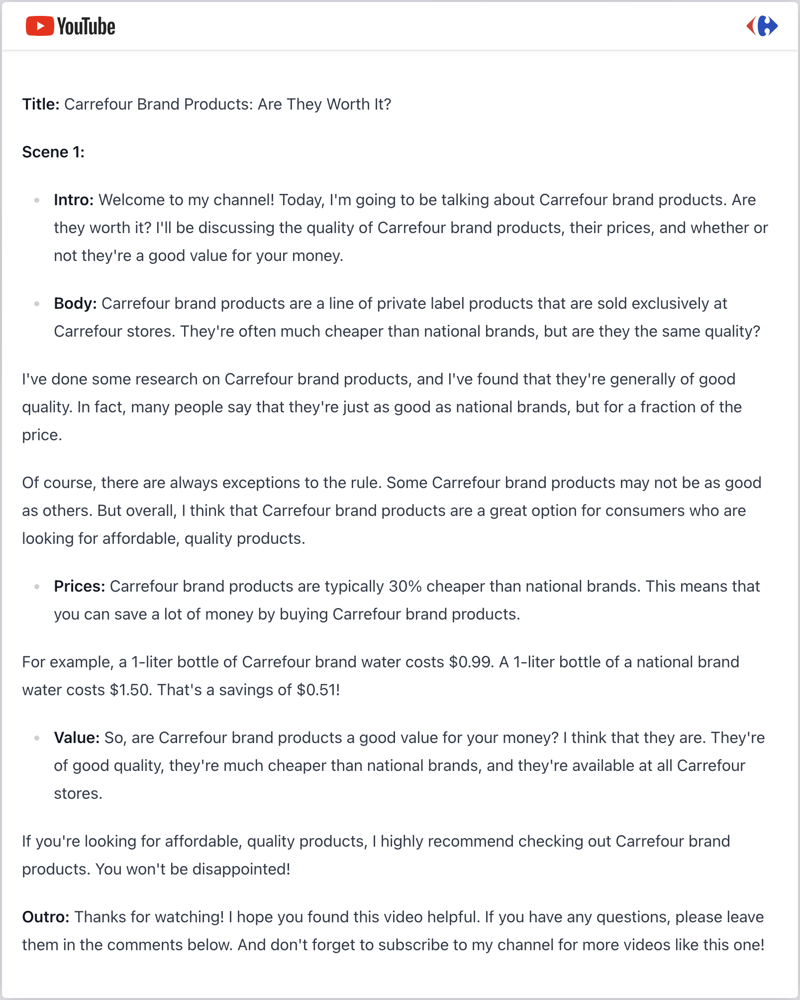 YouTube
Title: Carrefour Brand Products: Are They Worth It?
Scene 1:
Intro: Welcome to my channel! Today, I'm going to be talking about Carrefour brand products. Are
they worth it? I'll be discussing the quality of Carrefour brand products, their prices, and whether or
not they're a good value for your money.
Body: Carrefour brand products are a line of private label products that are sold exclusively at
Carrefour stores. They're often much cheaper than national brands, but are they the same quality?
I've done some research on Carrefour brand products, and I've found that they're generally of good
quality. In fact, many people say that they're just as good as national brands, but for a fraction of the
price.
Of course, there are always exceptions to the rule. Some Carrefour brand products may not be as good
as others. But overall, I think that Carrefour brand products are a great option for consumers who are
looking for affordable, quality products.
Prices: Carrefour brand products are typically 30% cheaper than national brands. This means that
you can save a lot of money by buying Carrefour brand products.
For example, a 1-liter bottle of Carrefour brand water costs $0.99. A 1-liter bottle of a national brand
water costs $1.50. That's a savings of $0.51!
Value: So, are Carrefour brand products a good value for your money? I think that they are. They're
of good quality, they're much cheaper than national brands, and they're available at all Carrefour
stores.
If you're looking for affordable, quality products, I highly recommend checking out Carrefour brand
products. You won't be disappointed!
Outro: Thanks for watching! I hope you found this video helpful. If you have any questions, please leave
them in the comments below. And don't forget to subscribe to my channel for more videos like this one!